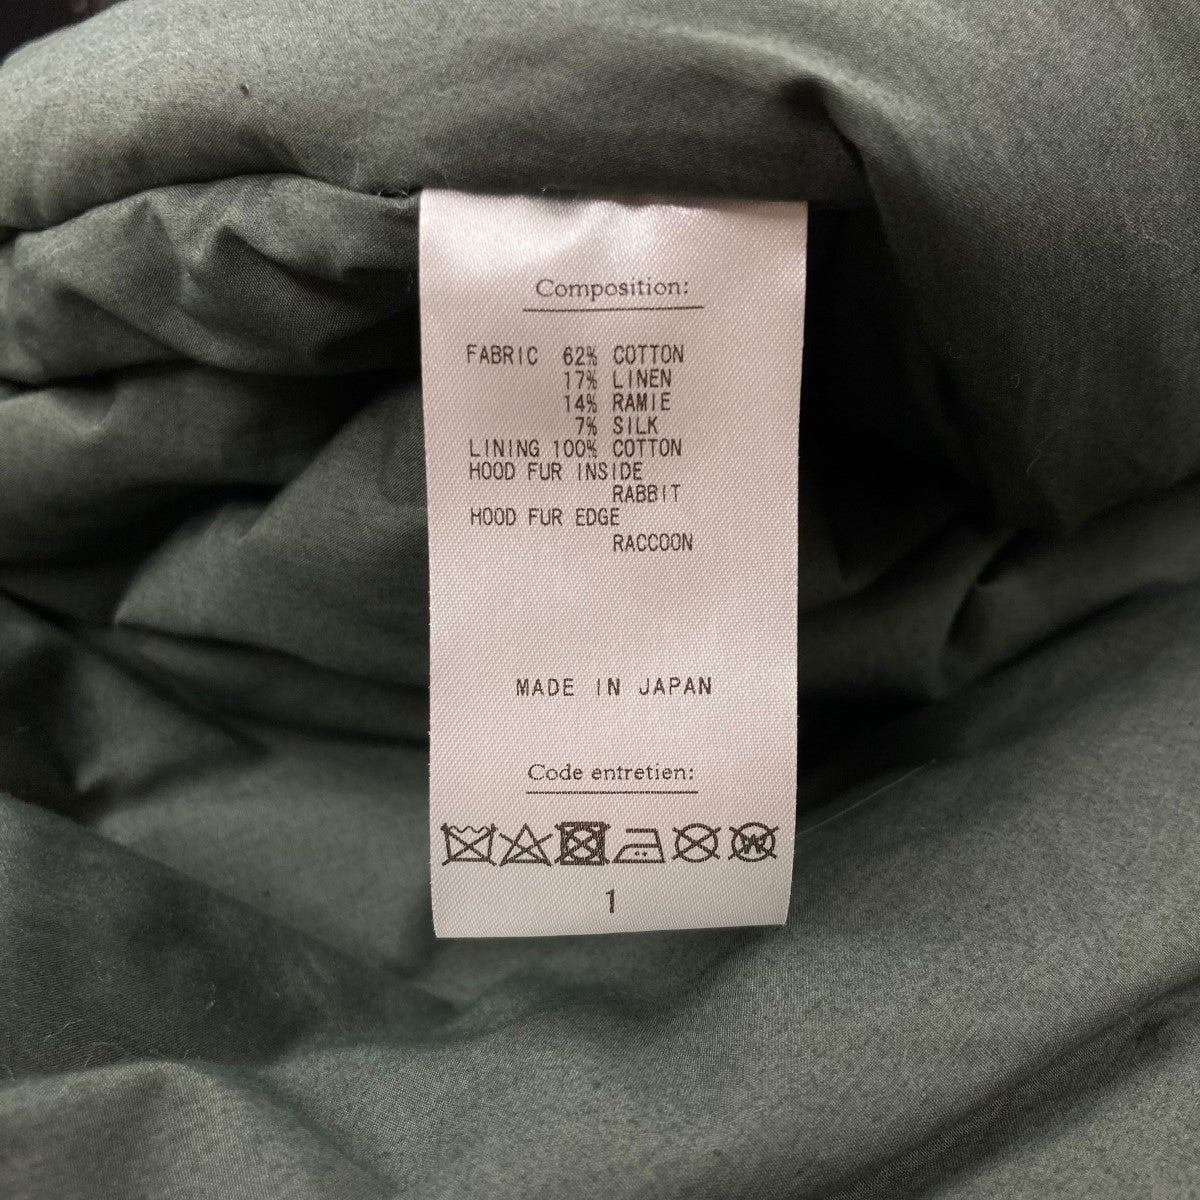 Composition:
FABRIC 62% COTTON
17% LINEN
14% RAMIE
7% SILK
LINING 100% COTTON
HOOD FUR INSIDE
RABBIT
HOOD FUR EDGE
RACCOON
MADE IN JAPAN
Code entretien:
W
1